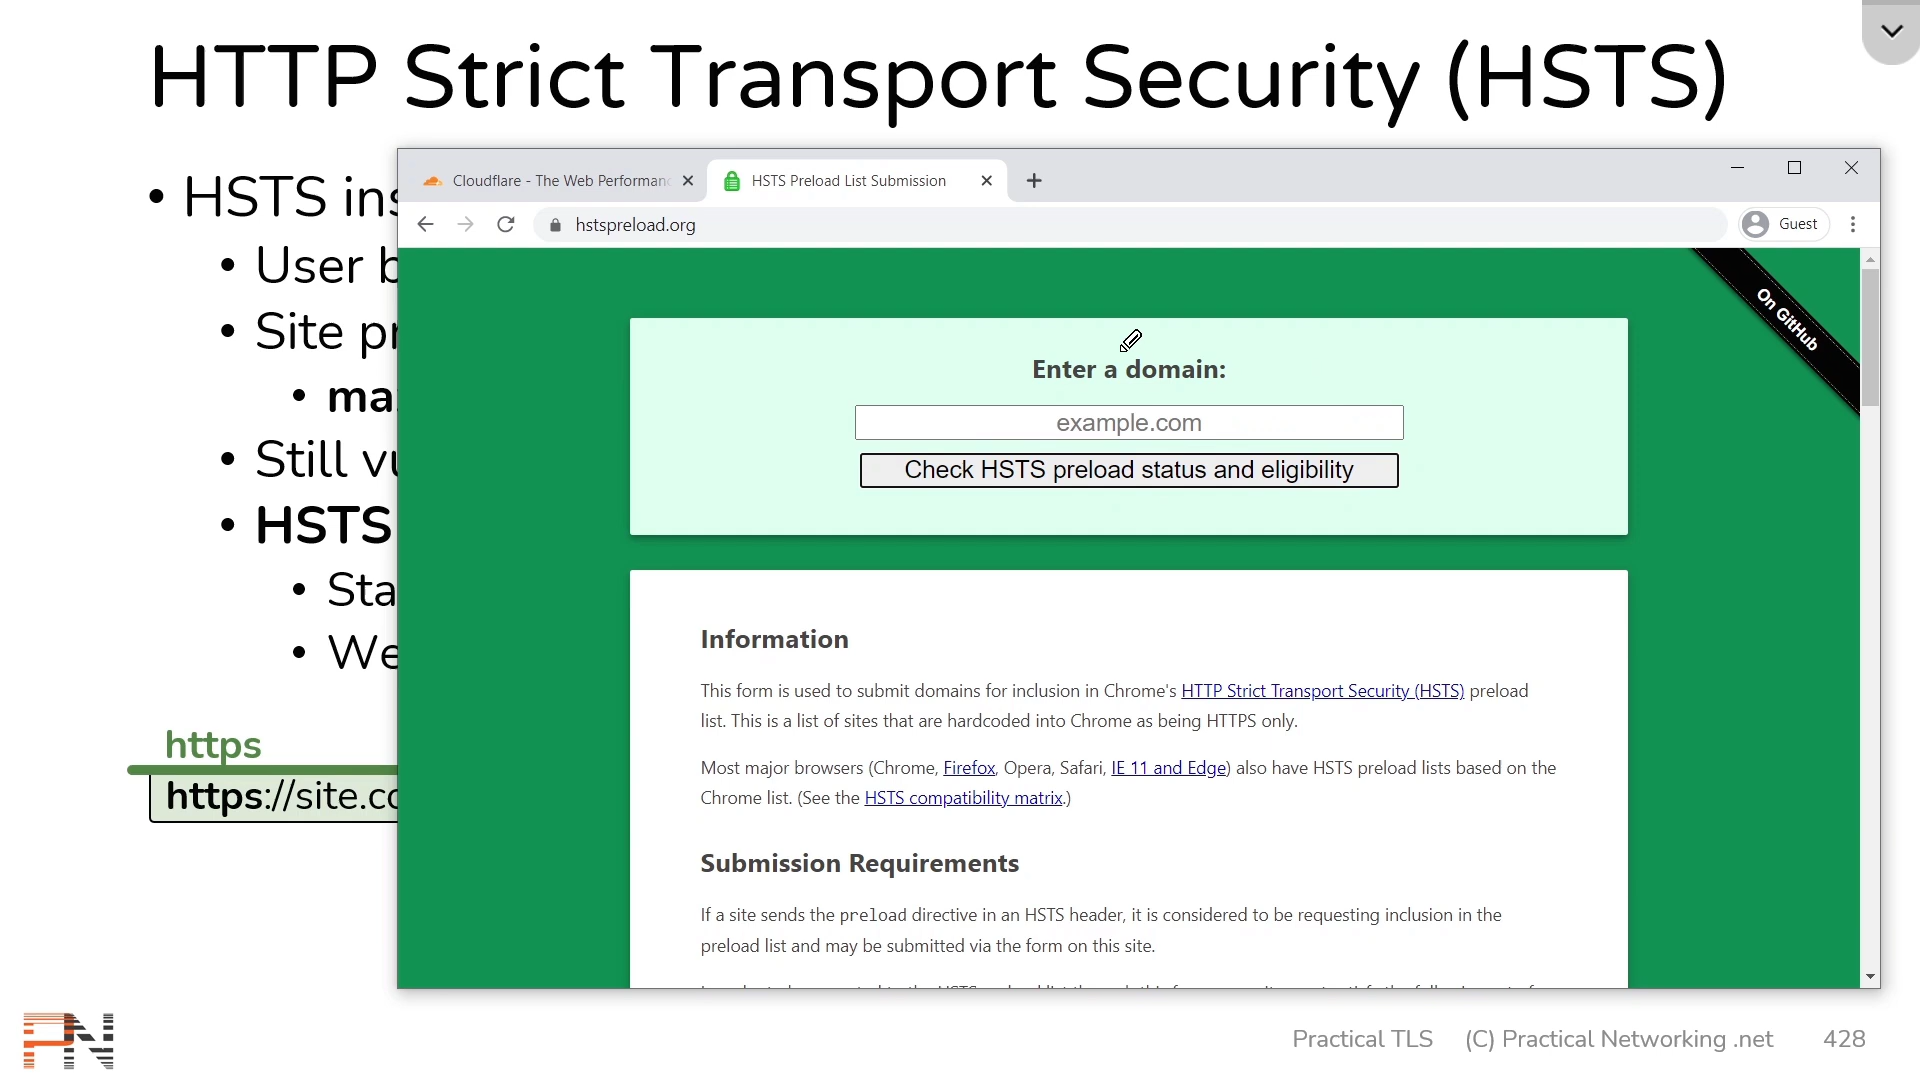 HTTP Strict Transport Security (HSTS)
• HSTS ins
• User b
• Site pr
• max
• Still vu
• HSTS
• Sta
• We
https
https://site.co
Cloudflare - The Web Performanc
HSTS Preload List Submission
hstspreload.org
Guest
On GitHub
Enter a domain:
example.com
Check HSTS preload status and eligibility
Information
This form is used to submit domains for inclusion in Chrome's HTTP Strict Transport Security (HSTS) preload
list. This is a list of sites that are hardcoded into Chrome as being HTTPS only.
Most major browsers (Chrome, Firefox, Opera, Safari, IE 11 and Edge) also have HSTS preload lists based on the
Chrome list. (See the HSTS compatibility matrix.)
Submission Requirements
If a site sends the preload directive in an HSTS header, it is considered to be requesting inclusion in the
preload list and may be submitted via the form on this site.
PN
Practical TLS (C) Practical Networking .net 428